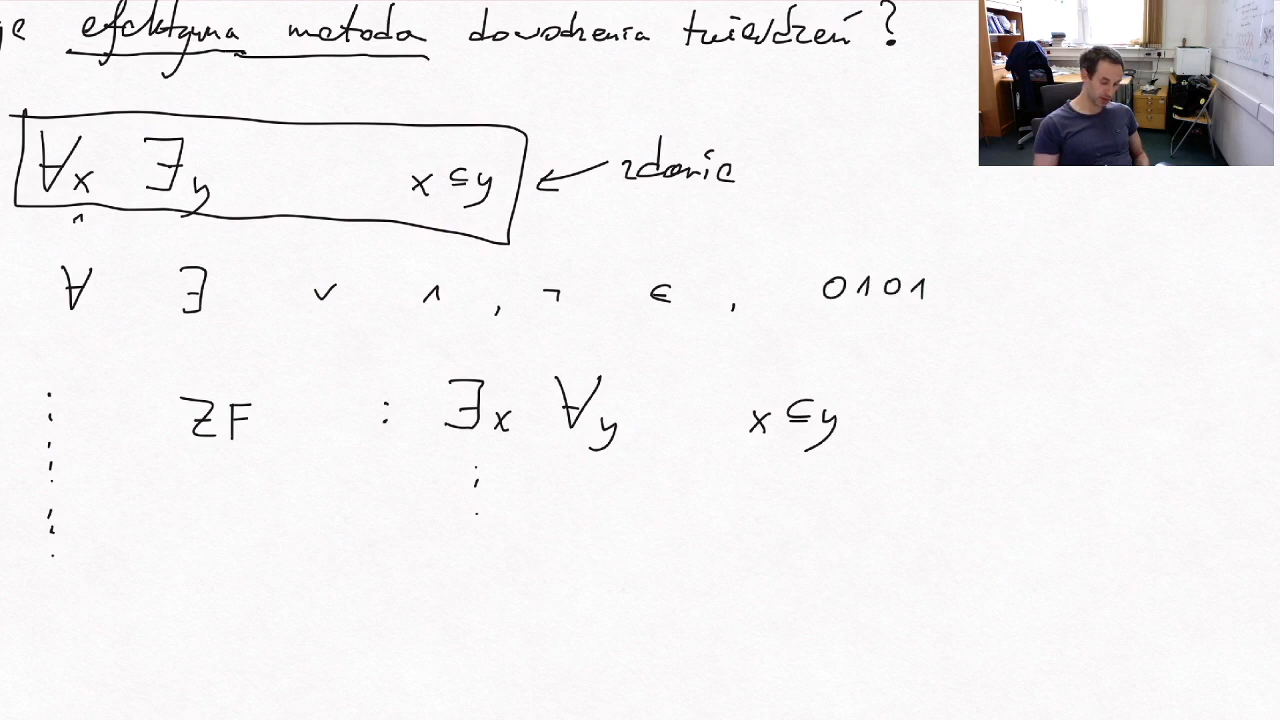 efektywna metoda dowodzenia twierdzeń?
∀x ∃y x ⊆ y ← zdanie
∀ ∃ ∨ ∧ , ¬ ∈ , 0101
ZF : ∃x ∀y x ⊆ y